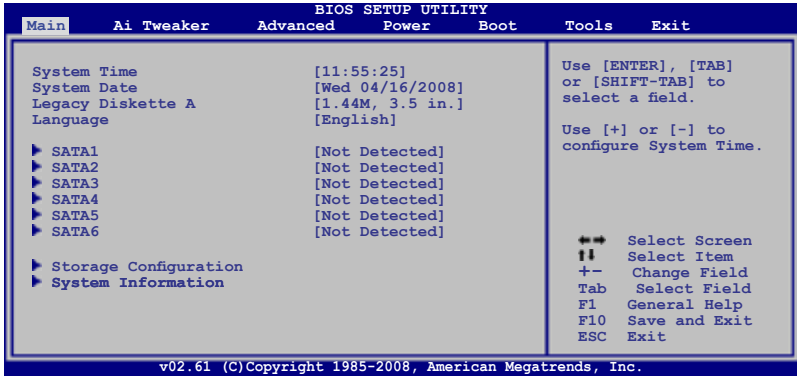 BIOS SETUP UTILITY
Main Ai Tweaker Advanced Power Boot Tools Exit
System Time [11:55:25]
System Date [Wed 04/16/2008]
Legacy Diskette A [1.44M, 3.5 in.]
Language [English]
SATA1 [Not Detected]
SATA2 [Not Detected]
SATA3 [Not Detected]
SATA4 [Not Detected]
SATA5 [Not Detected]
SATA6 [Not Detected]
Storage Configuration
System Information
Use [ENTER], [TAB]
or [SHIFT-TAB] to
select a field.
Use [+] or [-] to
configure System Time.
←→ Select Screen
↑↓ Select Item
+- Change Field
Tab Select Field
F1 General Help
F10 Save and Exit
ESC Exit
v02.61 (C)Copyright 1985-2008, American Megatrends, Inc.